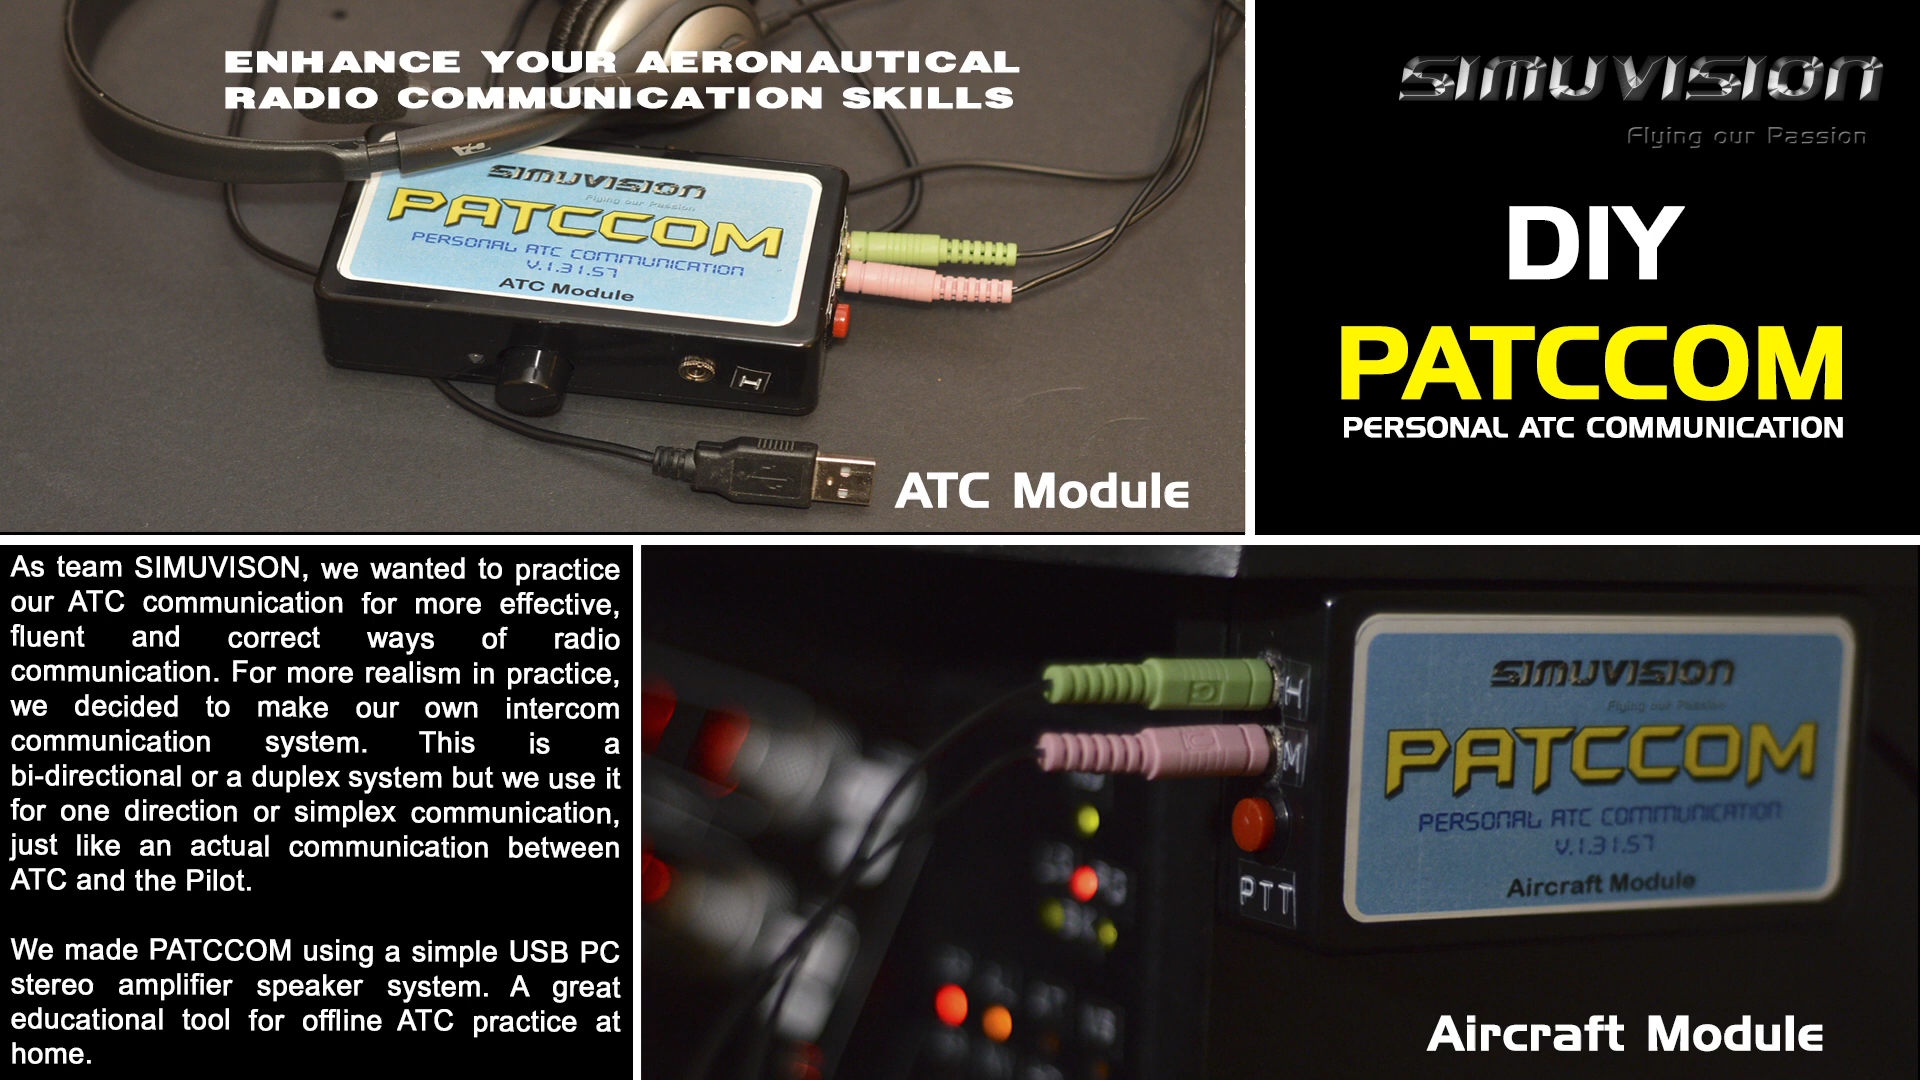 ENHANCE YOUR AERONAUTICAL
RADIO COMMUNICATION SKILLS
SIMUVISION
Flying our Passion
PATCCOM
PERSONAL ATC COMMUNICATION
V.1.31.57
ATC Module
H
ATC Module
SIMUVISION
Flying our Passion
DIY
PATCCOM
PERSONAL ATC COMMUNICATION
As team SIMUVISON, we wanted to practice
our ATC communication for more effective,
fluent and correct ways of radio
communication. For more realism in practice,
we decided to make our own intercom
communication system. This is a
bi-directional or a duplex system but we use it
for one direction or simplex communication,
just like an actual communication between
ATC and the Pilot.
We made PATCCOM using a simple USB PC
stereo amplifier speaker system. A great
educational tool for offline ATC practice at
home.
H
M
PTT
SIMUVISION
Flying our Passion
PATCCOM
PERSONAL ATC COMMUNICATION
V.1.31.57
Aircraft Module
Aircraft Module